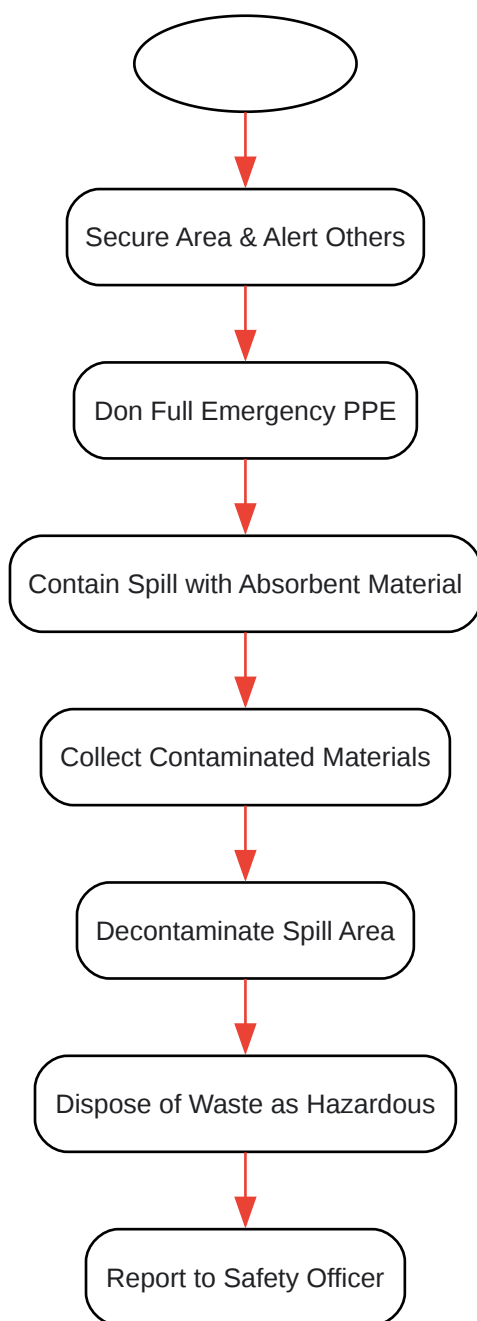 Secure Area & Alert Others
Don Full Emergency PPE
Contain Spill with Absorbent Material
Collect Contaminated Materials
Decontaminate Spill Area
Dispose of Waste as Hazardous
Report to Safety Officer